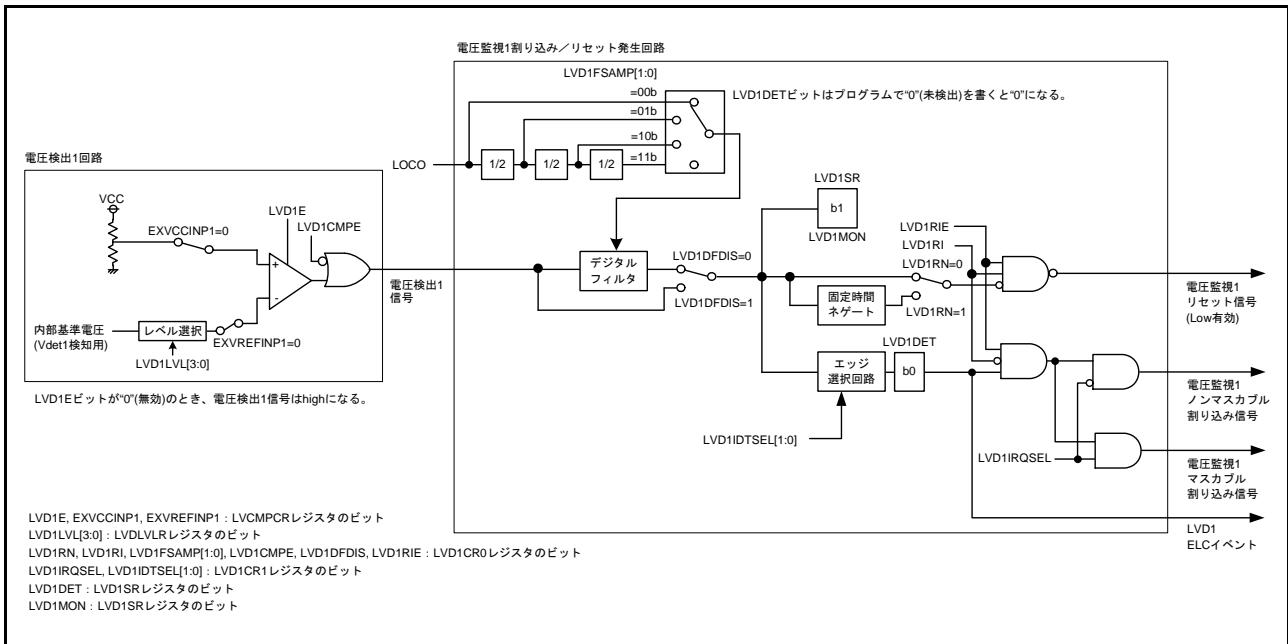 電圧監視1割り込み/リセット発生回路
LVD1FSAMP[1:0]
=00b
=01b
=10b
=11b
LVD1DETビットはプログラムで“0”(未検出)を書くと“0”になる。
LOCO
1/2
1/2
1/2
電圧検出1回路
VCC
EXVCCINP1=0
LVD1E
LVD1CMPE
+
-
内部基準電圧
(Vdet1検知用)
レベル選択
EXVREFINP1=0
LVD1LVL[3:0]
電圧検出1
信号
LVD1Eビットが“0”(無効)のとき、電圧検出1信号はhighになる。
デジタル
フィルタ
LVD1DFDIS=0
LVD1DFDIS=1
LVD1SR
b1
LVD1MON
LVD1RIE
LVD1RI
LVD1RN=0
固定時間
ネゲート
LVD1RN=1
電圧監視1
リセット信号
(Low有効)
LVD1DET
エッジ
選択回路
b0
LVD1IDTSEL[1:0]
電圧監視1
ノンマスカブル
割り込み信号
LVD1IRQSEL
電圧監視1
マスカブル
割り込み信号
LVD1
ELCイベント
LVD1E, EXVCCINP1, EXVREFINP1:LVCMPCRレジスタのビット
LVD1LVL[3:0]:LVDLVLRレジスタのビット
LVD1RN, LVD1RI, LVD1FSAMP[1:0], LVD1CMPE, LVD1DFDIS, LVD1RIE:LVD1CR0レジスタのビット
LVD1IRQSEL, LVD1IDTSEL[1:0]:LVD1CR1レジスタのビット
LVD1DET:LVD1SRレジスタのビット
LVD1MON:LVD1SRレジスタのビット